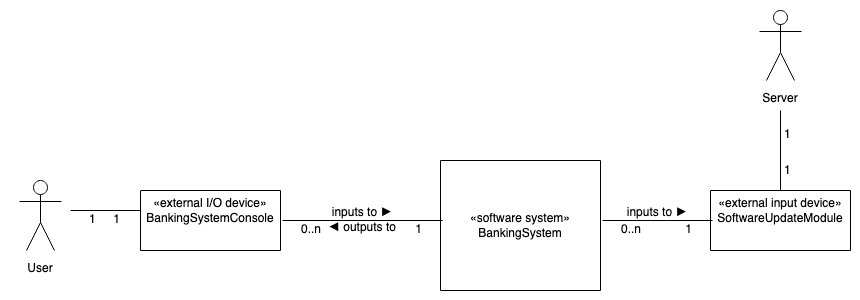 Server
1
1
«external I/O device»
BankingSystemConsole
«software system»
BankingSystem
«external input device»
SoftwareUpdateModule
inputs to ►
◄ outputs to
0..n
1
inputs to ►
0..n
1
1
1
User